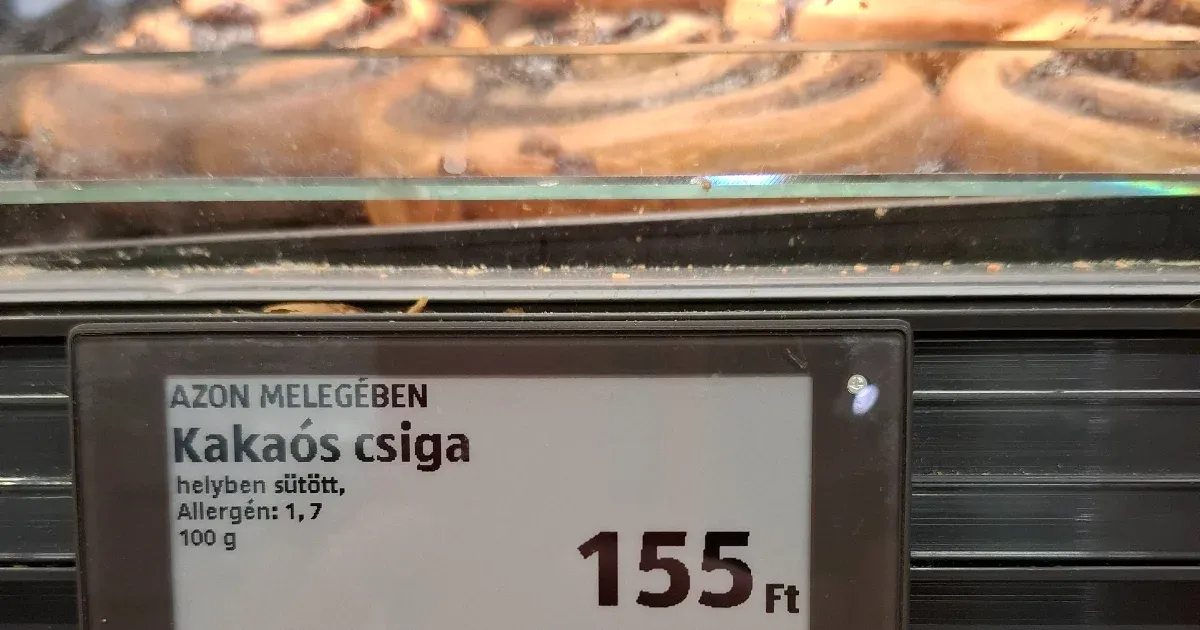 AZON MELEGÉBEN
Kakaós csiga
helyben sütött,
Allergén: 1, 7
100 g
155 Ft